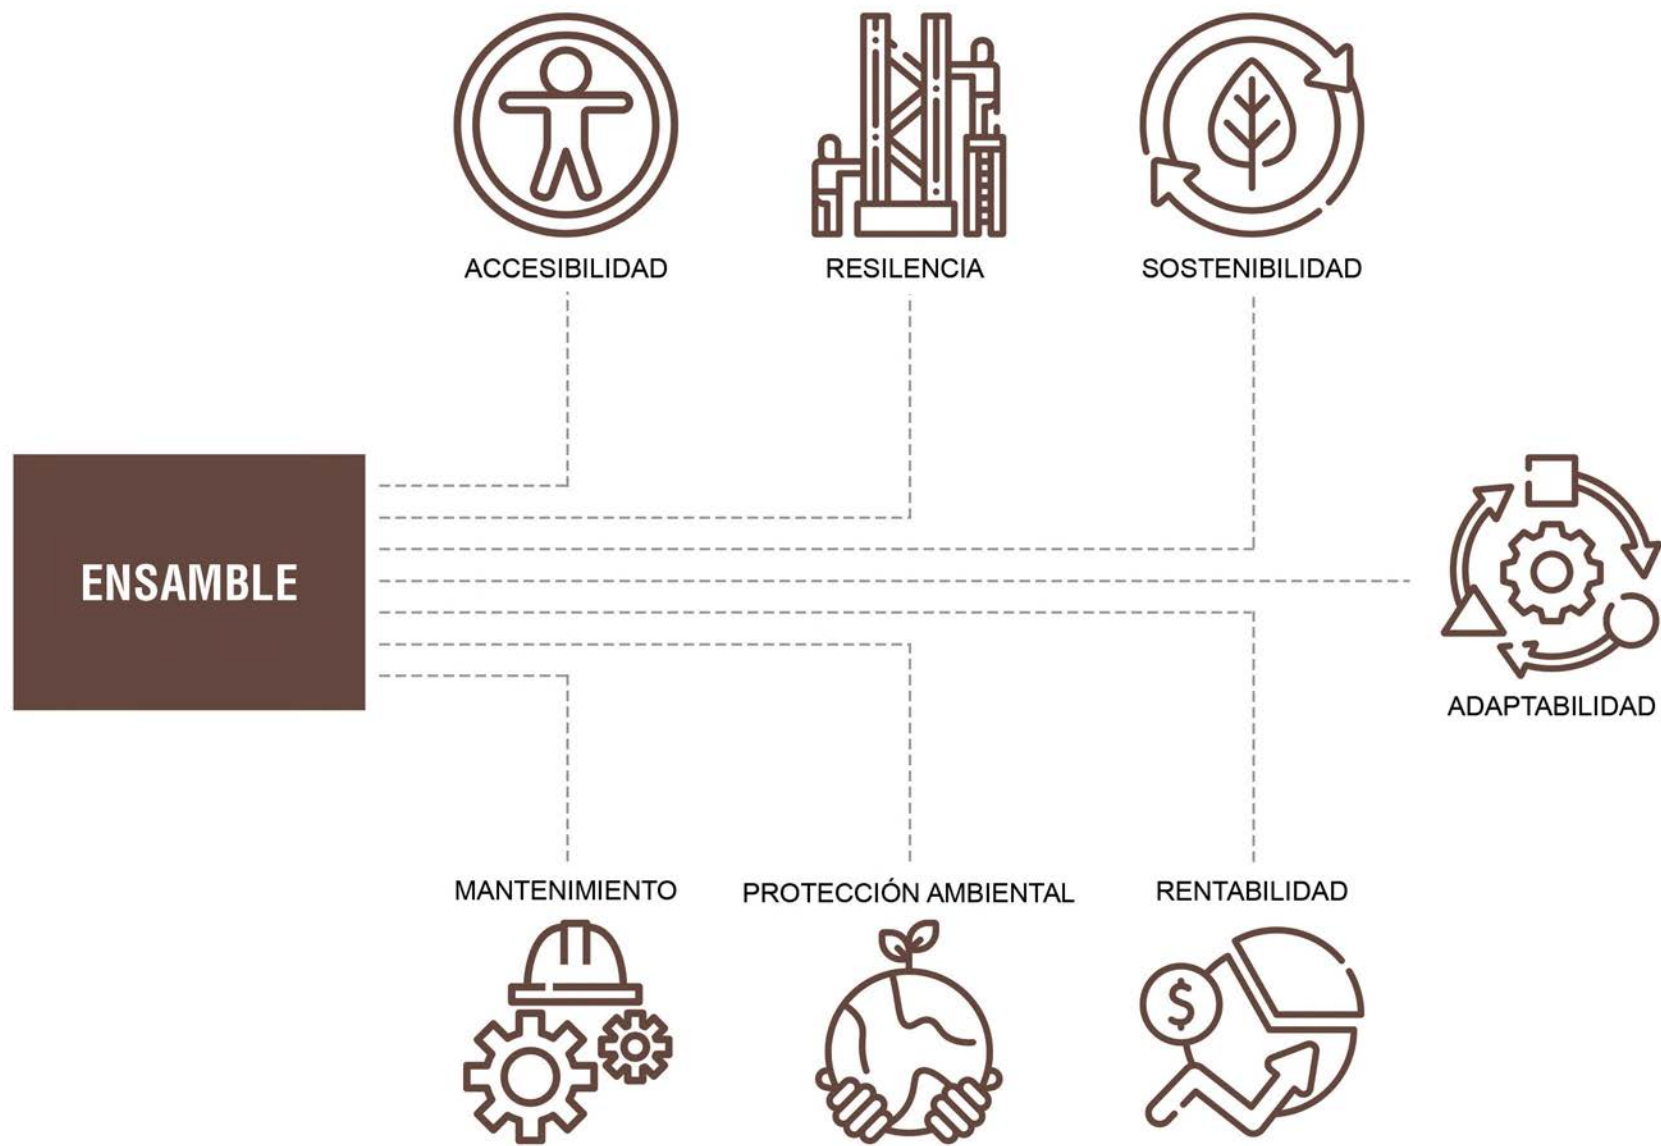 ACCESIBILIDAD
RESILENCIA
SOSTENIBILIDAD
ENSAMBLE
ADAPTABILIDAD
MANTENIMIENTO
PROTECCIÓN AMBIENTAL
RENTABILIDAD
$